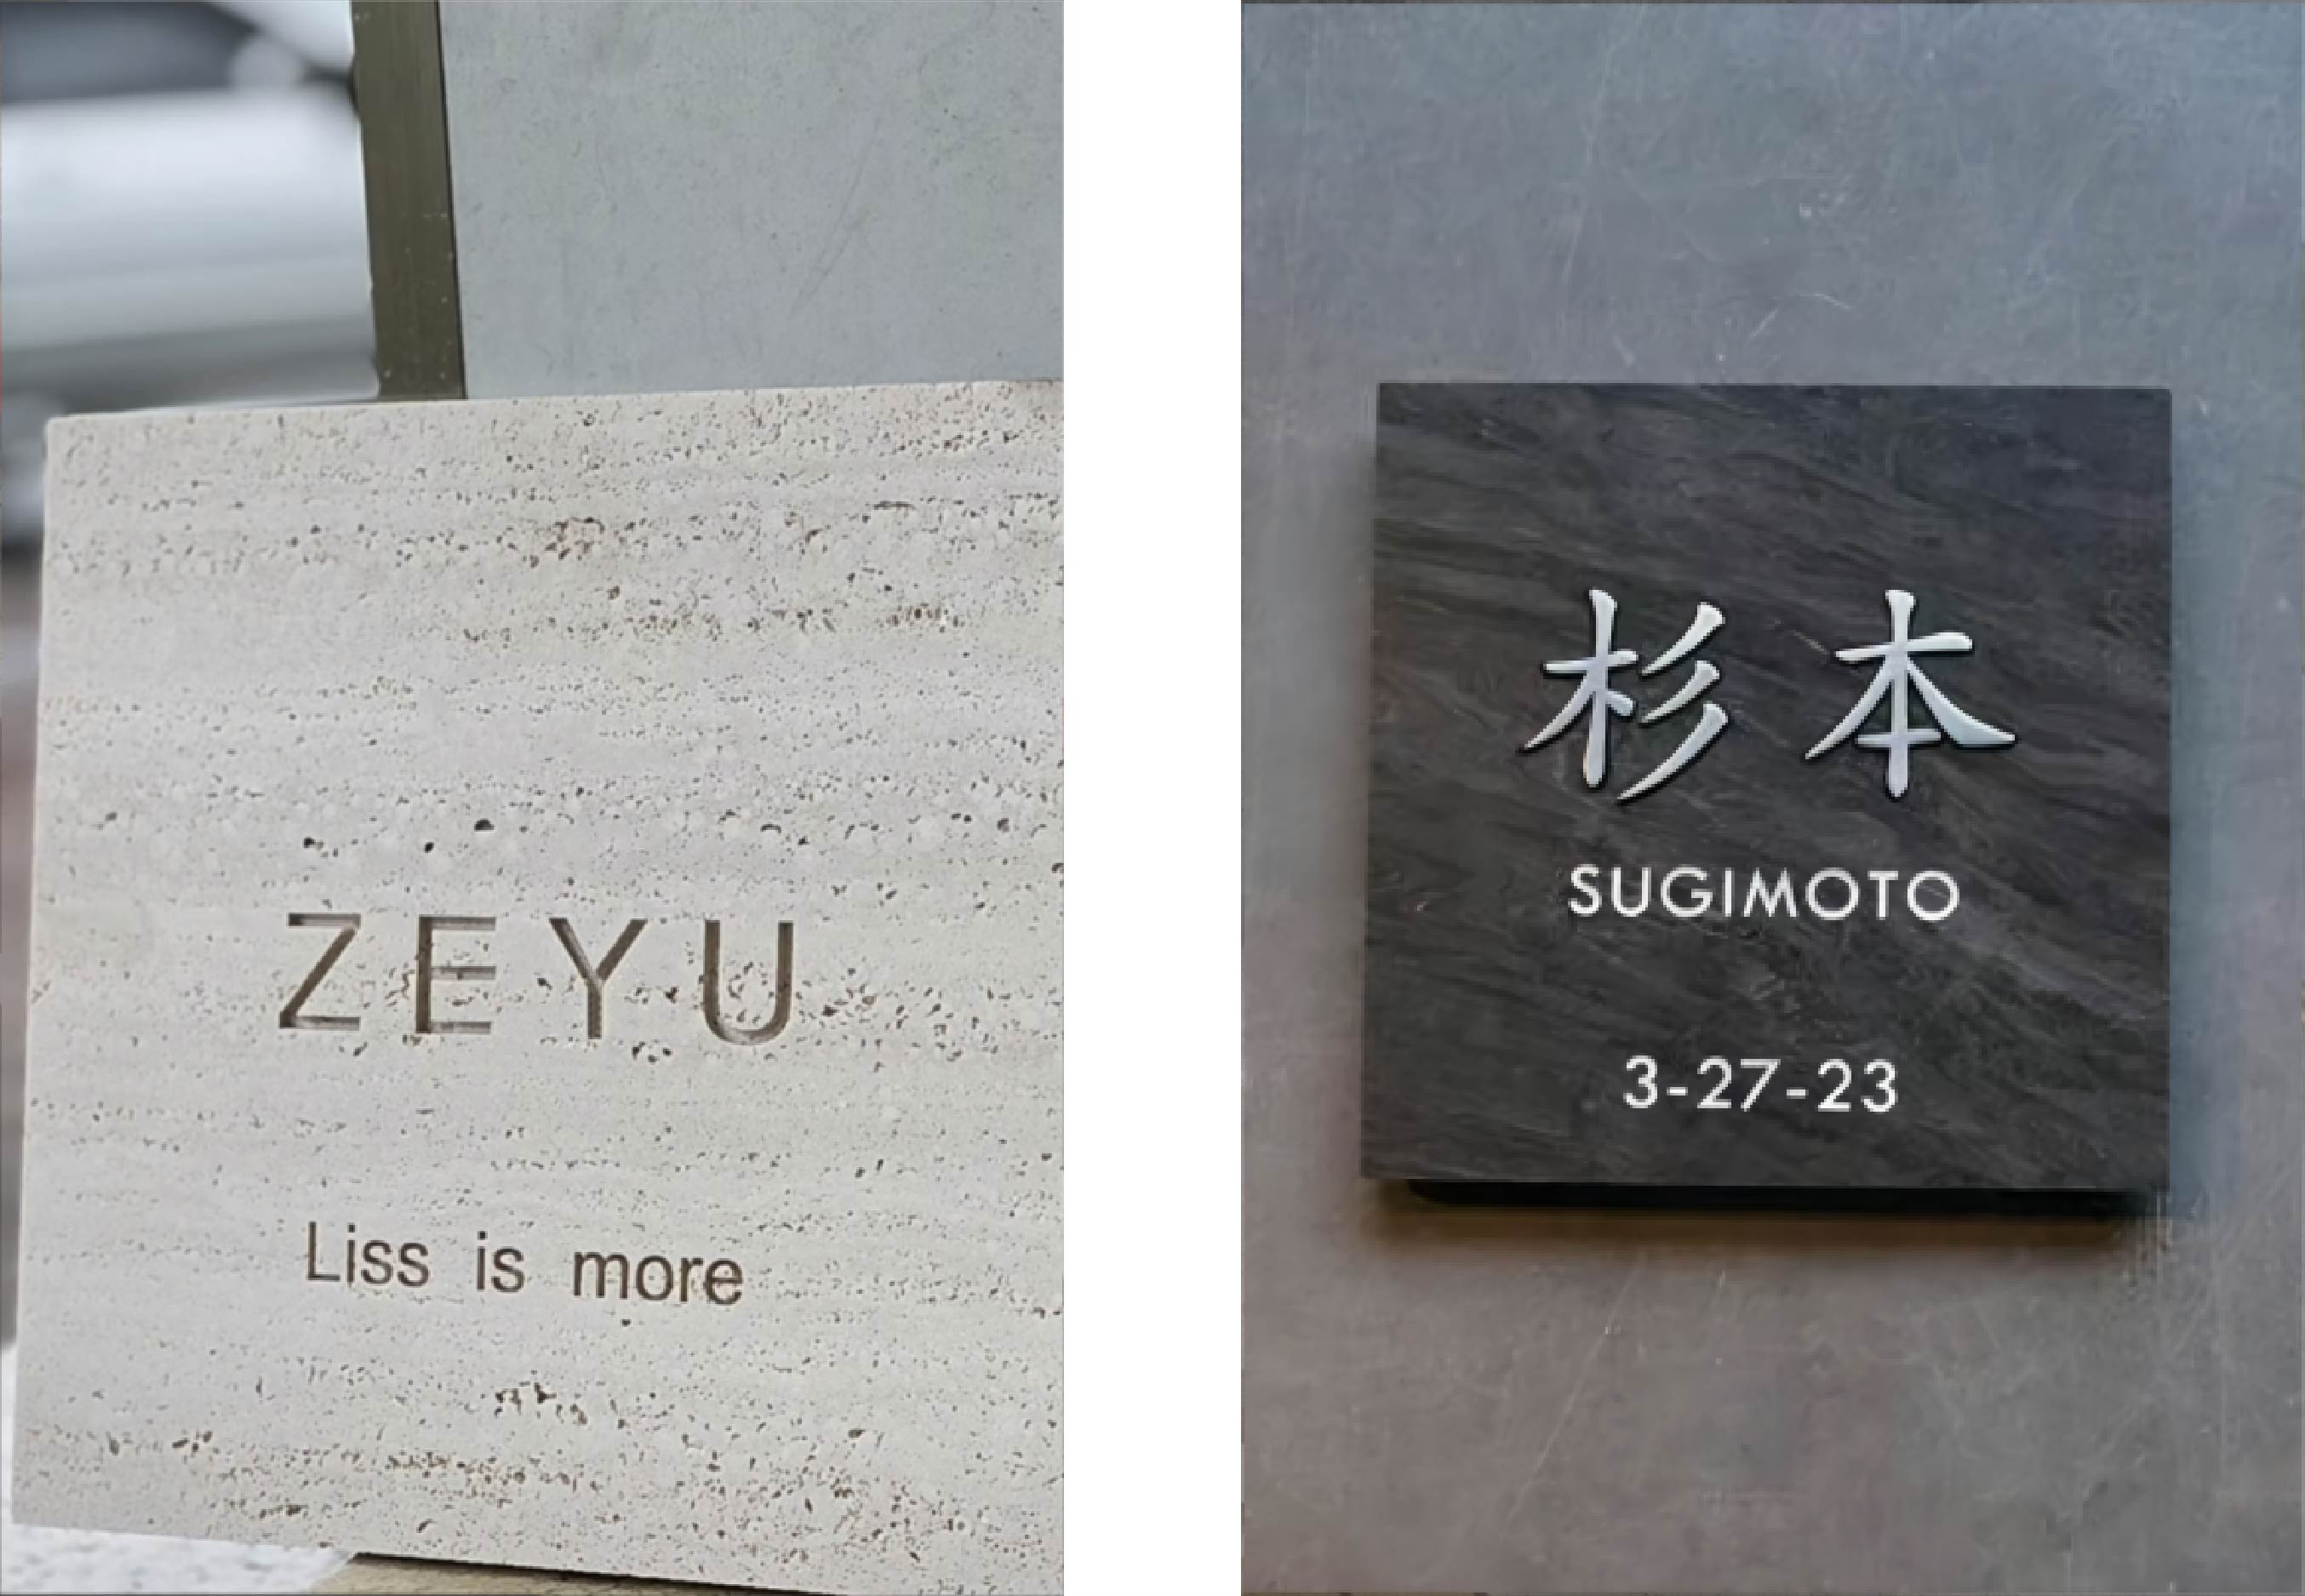 ZEYU
Liss is more
杉本
SUGIMOTO
3-27-23